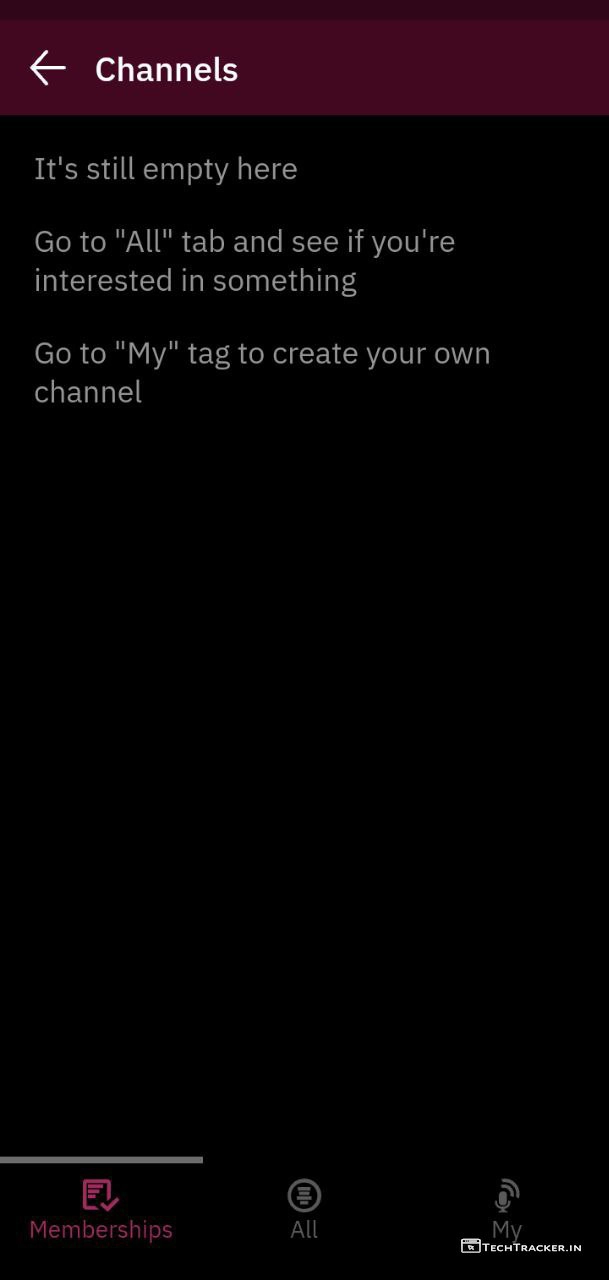 Channels
It's still empty here
Go to "All" tab and see if you're
interested in something
Go to "My" tag to create your own
channel
Memberships
All
My
TechTracker.in